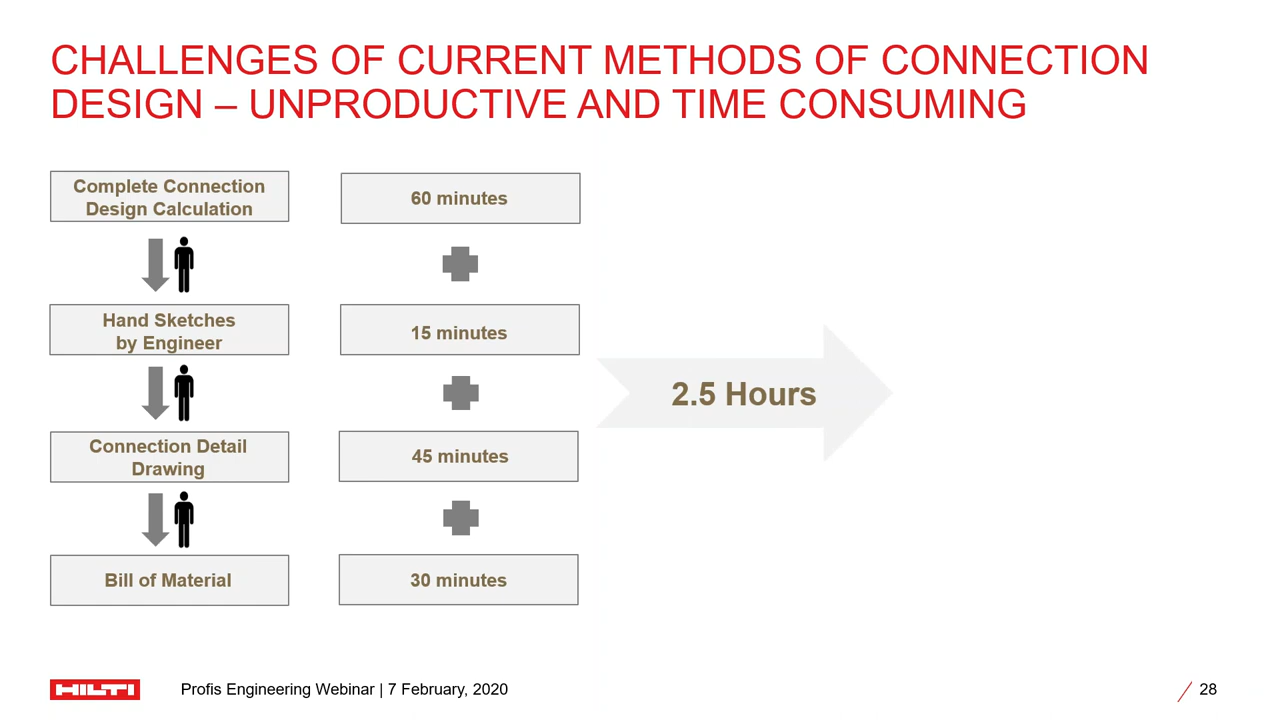 CHALLENGES OF CURRENT METHODS OF CONNECTION
DESIGN – UNPRODUCTIVE AND TIME CONSUMING
Complete Connection
Design Calculation
60 minutes
Hand Sketches
by Engineer
15 minutes
2.5 Hours
Connection Detail
Drawing
45 minutes
Bill of Material
30 minutes
HILTI
Profis Engineering Webinar | 7 February, 2020
28